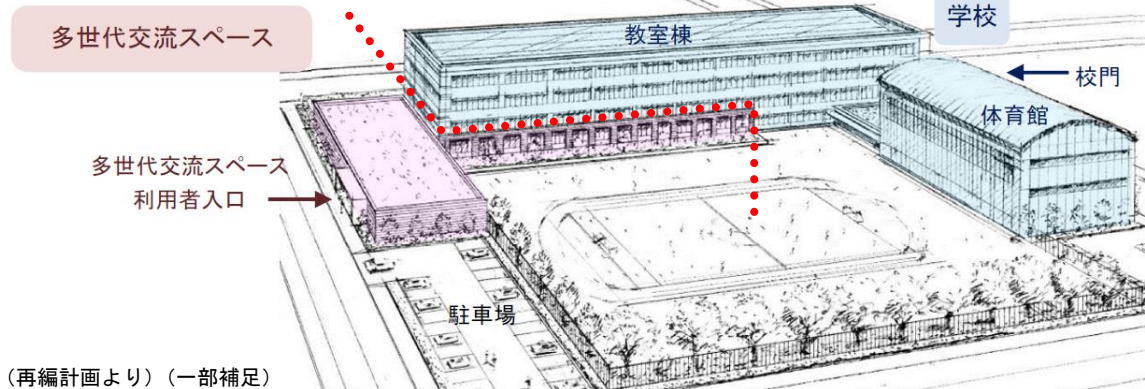 多世代交流スペース
教室棟
学校
校門
体育館
多世代交流スペース
利用者入口
駐車場
(再編計画より)(一部補足)